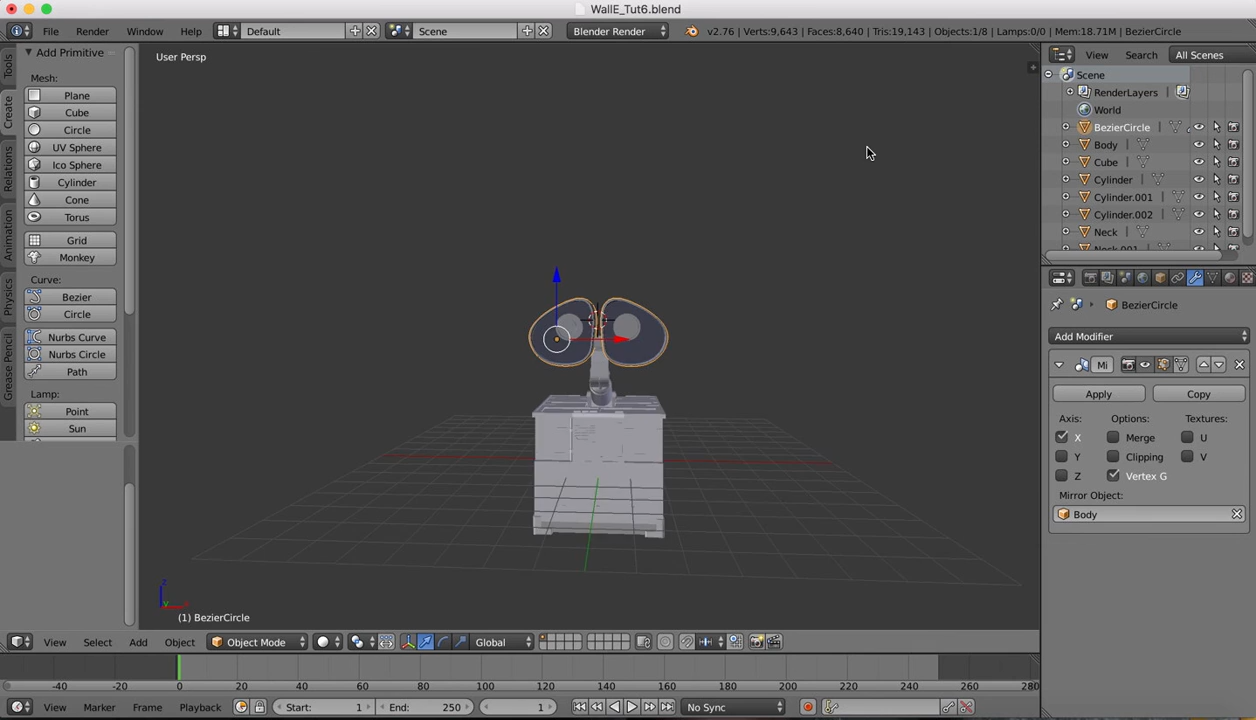 WallE_Tut6.blend
File Render Window Help Default Scene Blender Render v2.76 | Verts:9,643 | Faces:8,640 | Tris:19,143 | Objects:1/8 | Lamps:0/0 | Mem:18.71M | BezierCircle
Tools
Create
Relations
Animation
Physics
Grease Pencil
Add Primitive
Mesh:
Plane
Cube
Circle
UV Sphere
Ico Sphere
Cylinder
Cone
Torus
Grid
Monkey
Curve:
Bezier
Circle
Nurbs Curve
Nurbs Circle
Path
Lamp:
Point
Sun
User Persp
z
y
(1) BezierCircle
View Select Add Object Object Mode Global
View Search All Scenes
Scene
RenderLayers |
World
BezierCircle |
Body |
Cube |
Cylinder |
Cylinder.001 |
Cylinder.002 |
Neck |
Neck.001 |
BezierCircle
Add Modifier
Mi
Apply Copy
Axis: Options: Textures:
X Merge U
Y Clipping V
Z Vertex G
Mirror Object:
Body
-40 -20 0 20 40 60 80 100 120 140 160 180 200 220 240 260 280
View Marker Frame Playback Start: 1 End: 250 1 No Sync